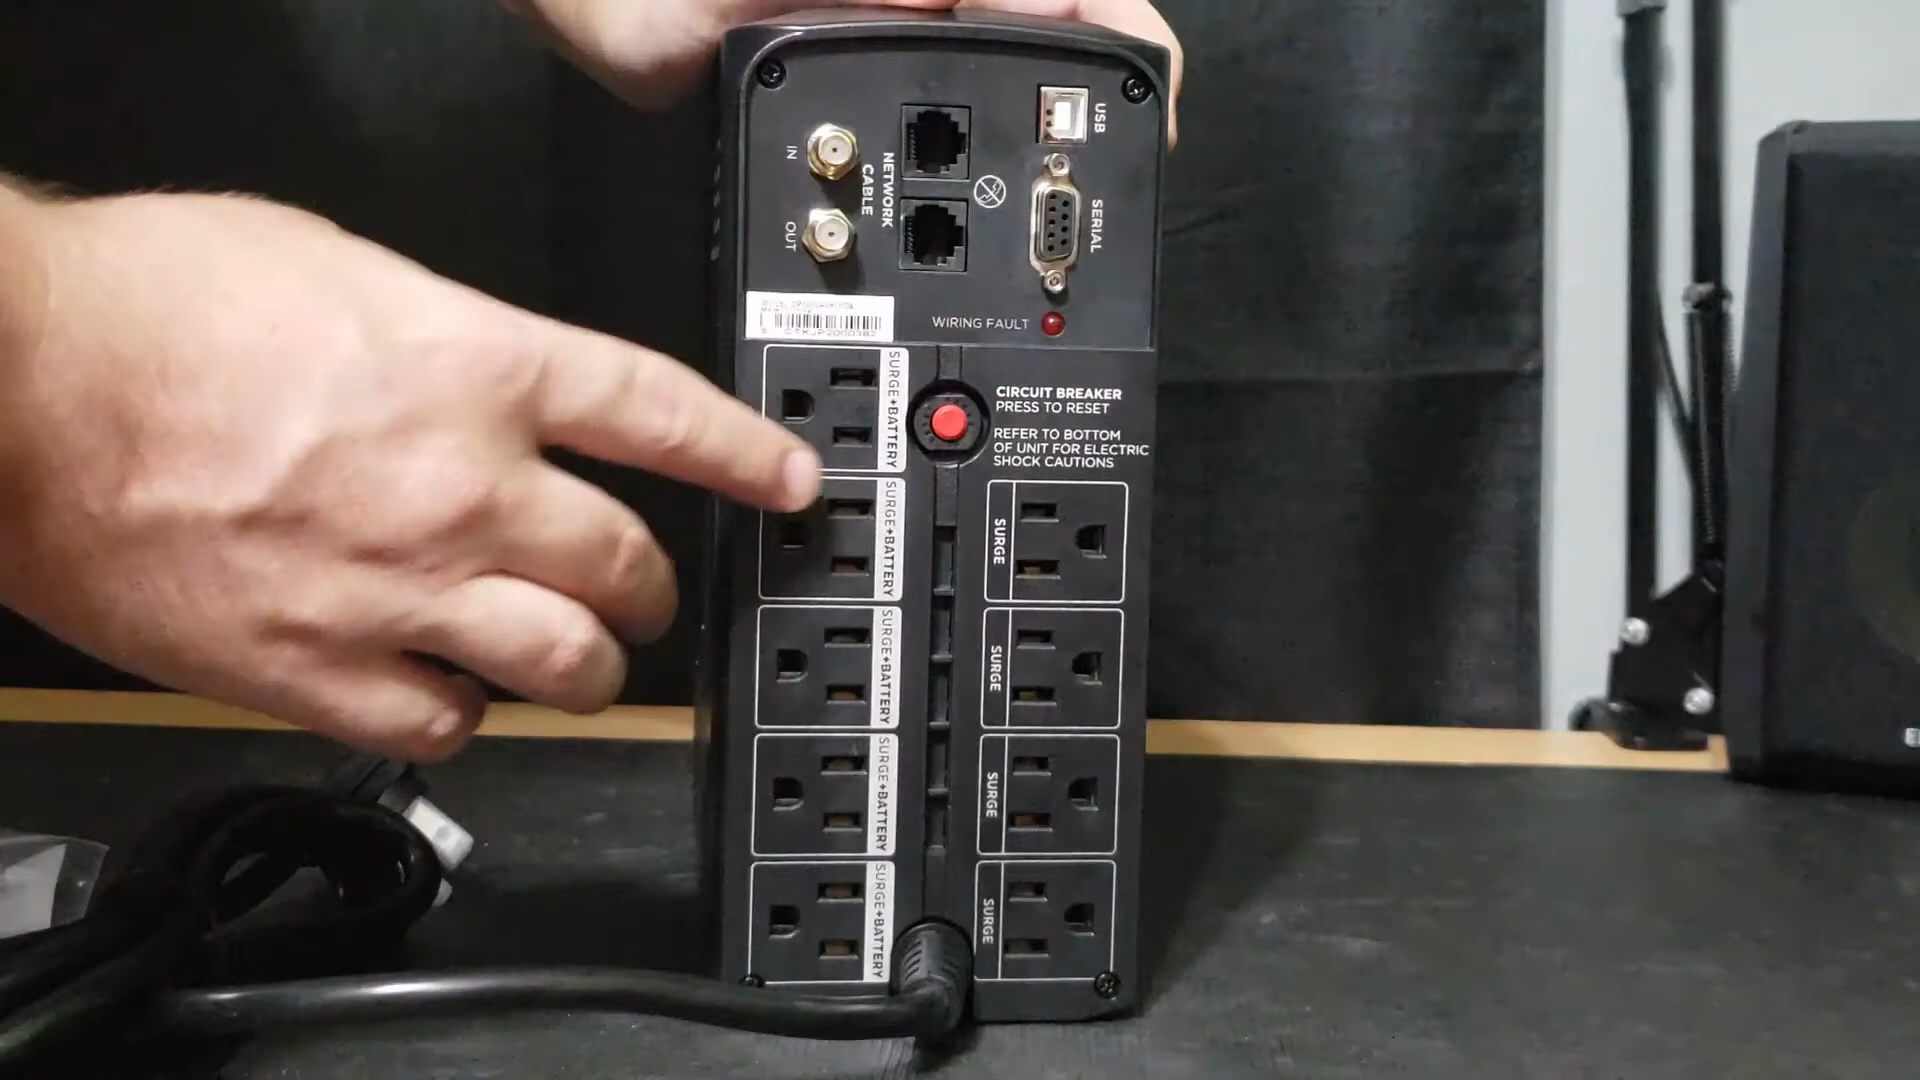 USB
IN
NETWORK
CABLE
OUT
SERIAL
WIRING FAULT
CIRCUIT BREAKER
PRESS TO RESET
REFER TO BOTTOM
OF UNIT FOR ELECTRIC
SHOCK CAUTIONS
SURGE+BATTERY
SURGE+BATTERY
SURGE+BATTERY
SURGE+BATTERY
SURGE+BATTERY
SURGE
SURGE
SURGE
SURGE